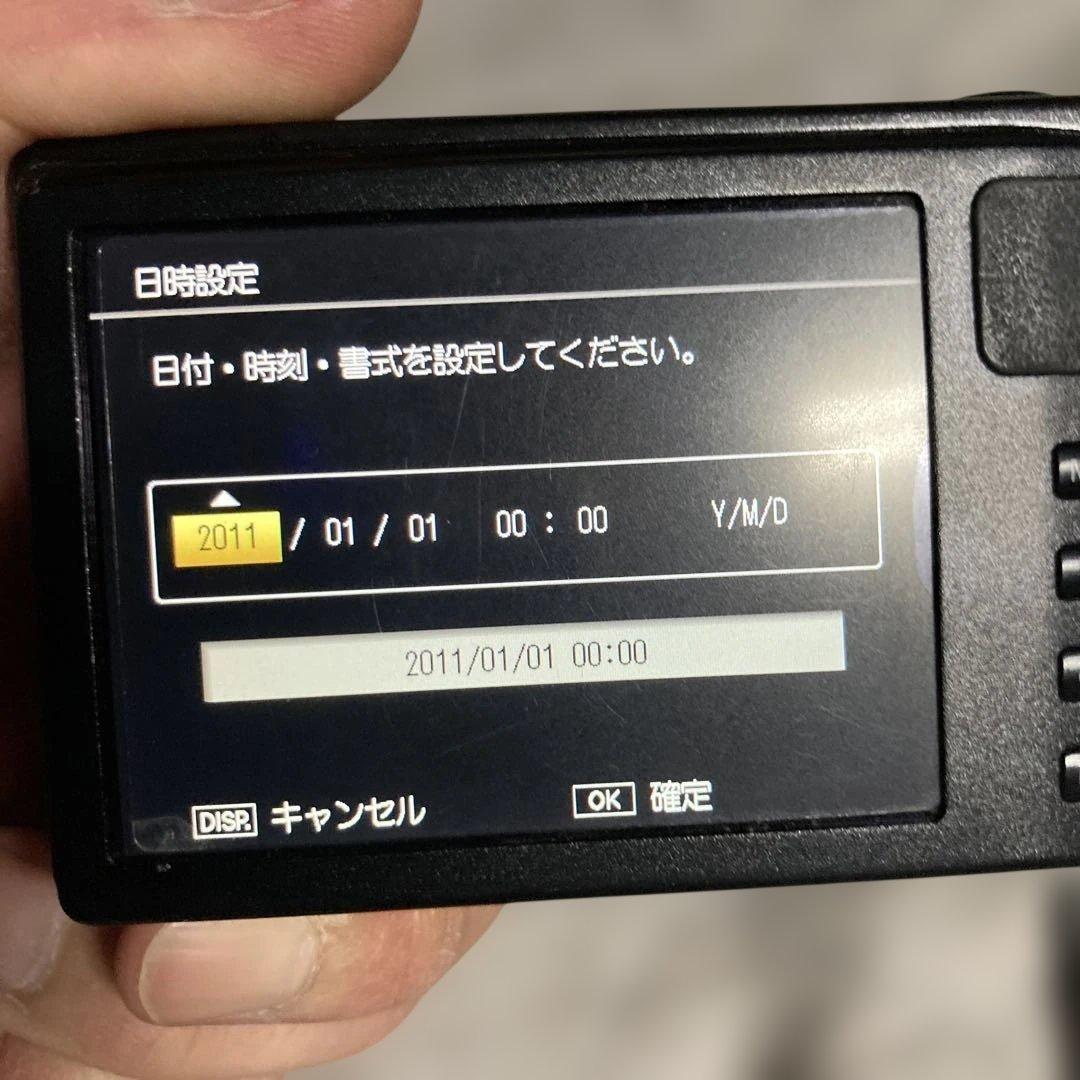 日時設定
日付・時刻・書式を設定してください。
2011 / 01 / 01 00 : 00 Y/M/D
2011/01/01 00:00
DISP. キャンセル OK 確定